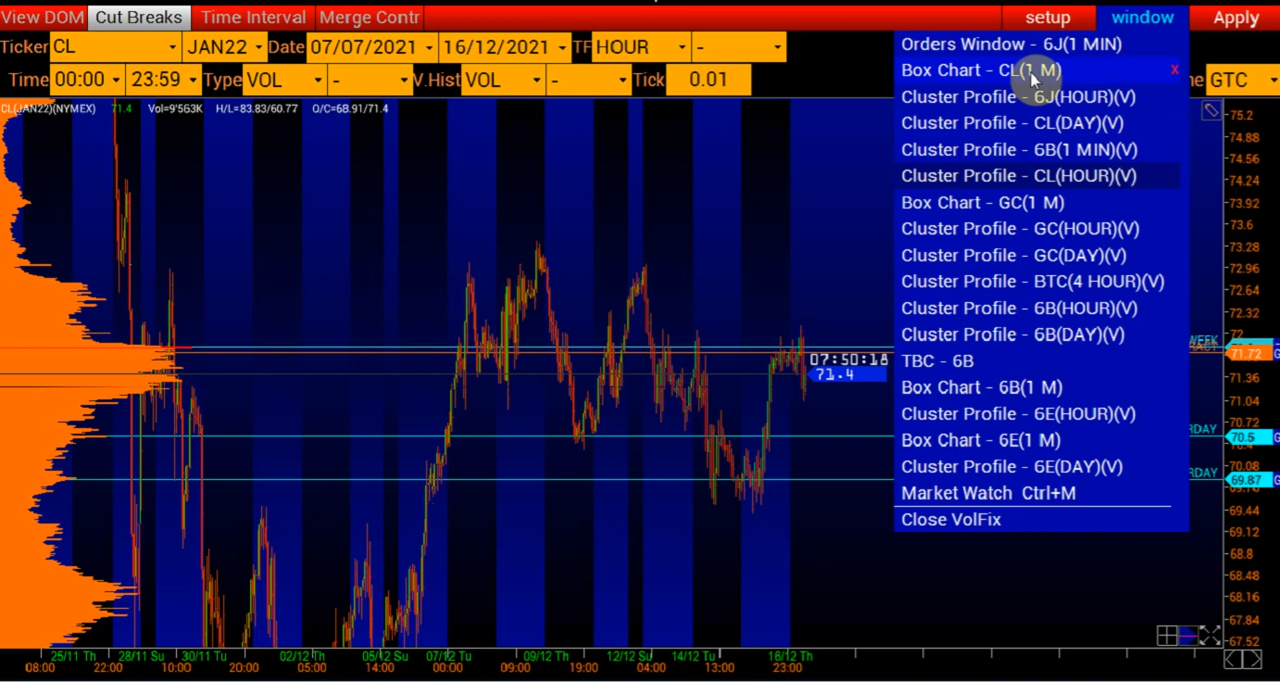 View DOM Cut Breaks Time Interval Merge Contr setup window Apply
Ticker CL JAN22 Date 07/07/2021 - 16/12/2021 TF HOUR -
Time 00:00 23:59 Type VOL - V.Hist VOL - Tick 0.01 GTC
CL(JAN22)(NYMEX) 71.4 Vol=9'563K H/L=83.83/60.77 O/C=68.91/71.4
Orders Window - 6J(1 MIN)
Box Chart - CL(1 M) x
Cluster Profile - 6J(HOUR)(V)
Cluster Profile - CL(DAY)(V)
Cluster Profile - 6B(1 MIN)(V)
Cluster Profile - CL(HOUR)(V)
Box Chart - GC(1 M)
Cluster Profile - GC(HOUR)(V)
Cluster Profile - GC(DAY)(V)
Cluster Profile - BTC(4 HOUR)(V)
Cluster Profile - 6B(HOUR)(V)
Cluster Profile - 6B(DAY)(V)
TBC - 6B
Box Chart - 6B(1 M)
Cluster Profile - 6E(HOUR)(V)
Box Chart - 6E(1 M)
Cluster Profile - 6E(DAY)(V)
Market Watch Ctrl+M
Close VolFix
07:50:18
71.4
75.2
74.88
74.56
74.24
73.92
73.6
73.28
72.96
72.64
72.32
72
WEEK
71.72
71.36
71.04
70.72
RDAY 70.5
70.08
RDAY 69.87
69.44
69.12
68.8
68.48
68.16
67.84
67.52
25/11 Th 28/11 Su 30/11 Tu 02/12 Th 05/12 Su 07/12 Tu 09/12 Th 12/12 Su 14/12 Tu 16/12 Th
08:00 22:00 10:00 20:00 05:00 14:00 00:00 09:00 19:00 04:00 13:00 23:00